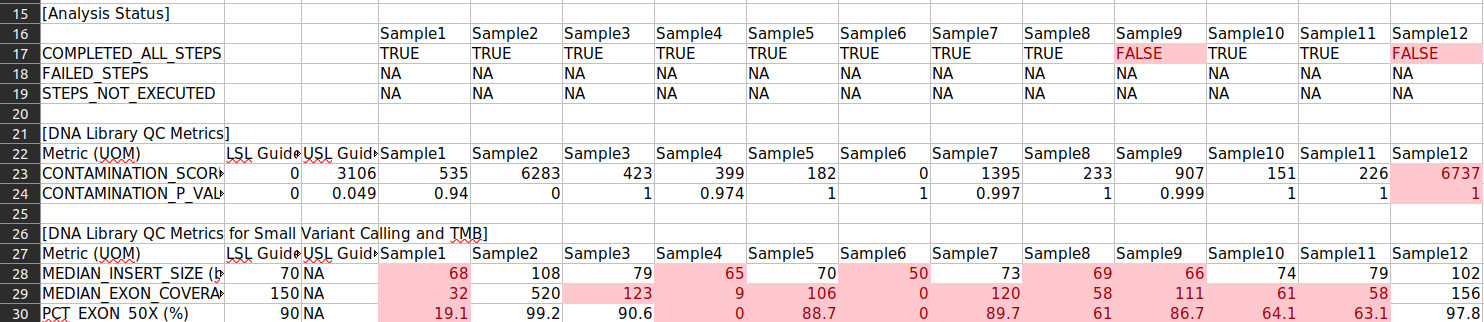 15 [Analysis Status]
16 Sample1 Sample2 Sample3 Sample4 Sample5 Sample6 Sample7 Sample8 Sample9 Sample10 Sample11 Sample12
17 COMPLETED_ALL_STEPS TRUE TRUE TRUE TRUE TRUE TRUE TRUE TRUE FALSE TRUE TRUE FALSE
18 FAILED_STEPS NA NA NA NA NA NA NA NA NA NA NA NA
19 STEPS_NOT_EXECUTED NA NA NA NA NA NA NA NA NA NA NA NA
20
21 [DNA Library QC Metrics]
22 Metric (UOM) LSL Guide USL Guid Sample1 Sample2 Sample3 Sample4 Sample5 Sample6 Sample7 Sample8 Sample9 Sample10 Sample11 Sample12
23 CONTAMINATION_SCOR 0 3106 535 6283 423 399 182 0 1395 233 907 151 226 6737
24 CONTAMINATION_P_VAL 0 0.049 0.94 0 1 0.974 1 1 0.997 1 0.999 1 1 1
25
26 [DNA Library QC Metrics for Small Variant Calling and TMB]
27 Metric (UOM) LSL Guide USL Guid Sample1 Sample2 Sample3 Sample4 Sample5 Sample6 Sample7 Sample8 Sample9 Sample10 Sample11 Sample12
28 MEDIAN_INSERT_SIZE (b 70 NA 68 108 79 65 70 50 73 69 66 74 79 102
29 MEDIAN_EXON_COVERA 150 NA 32 520 123 9 106 0 120 58 111 61 58 156
30 PCT_EXON_50X (%) 90 NA 19.1 99.2 90.6 0 88.7 0 89.7 61 86.7 64.1 63.1 97.8